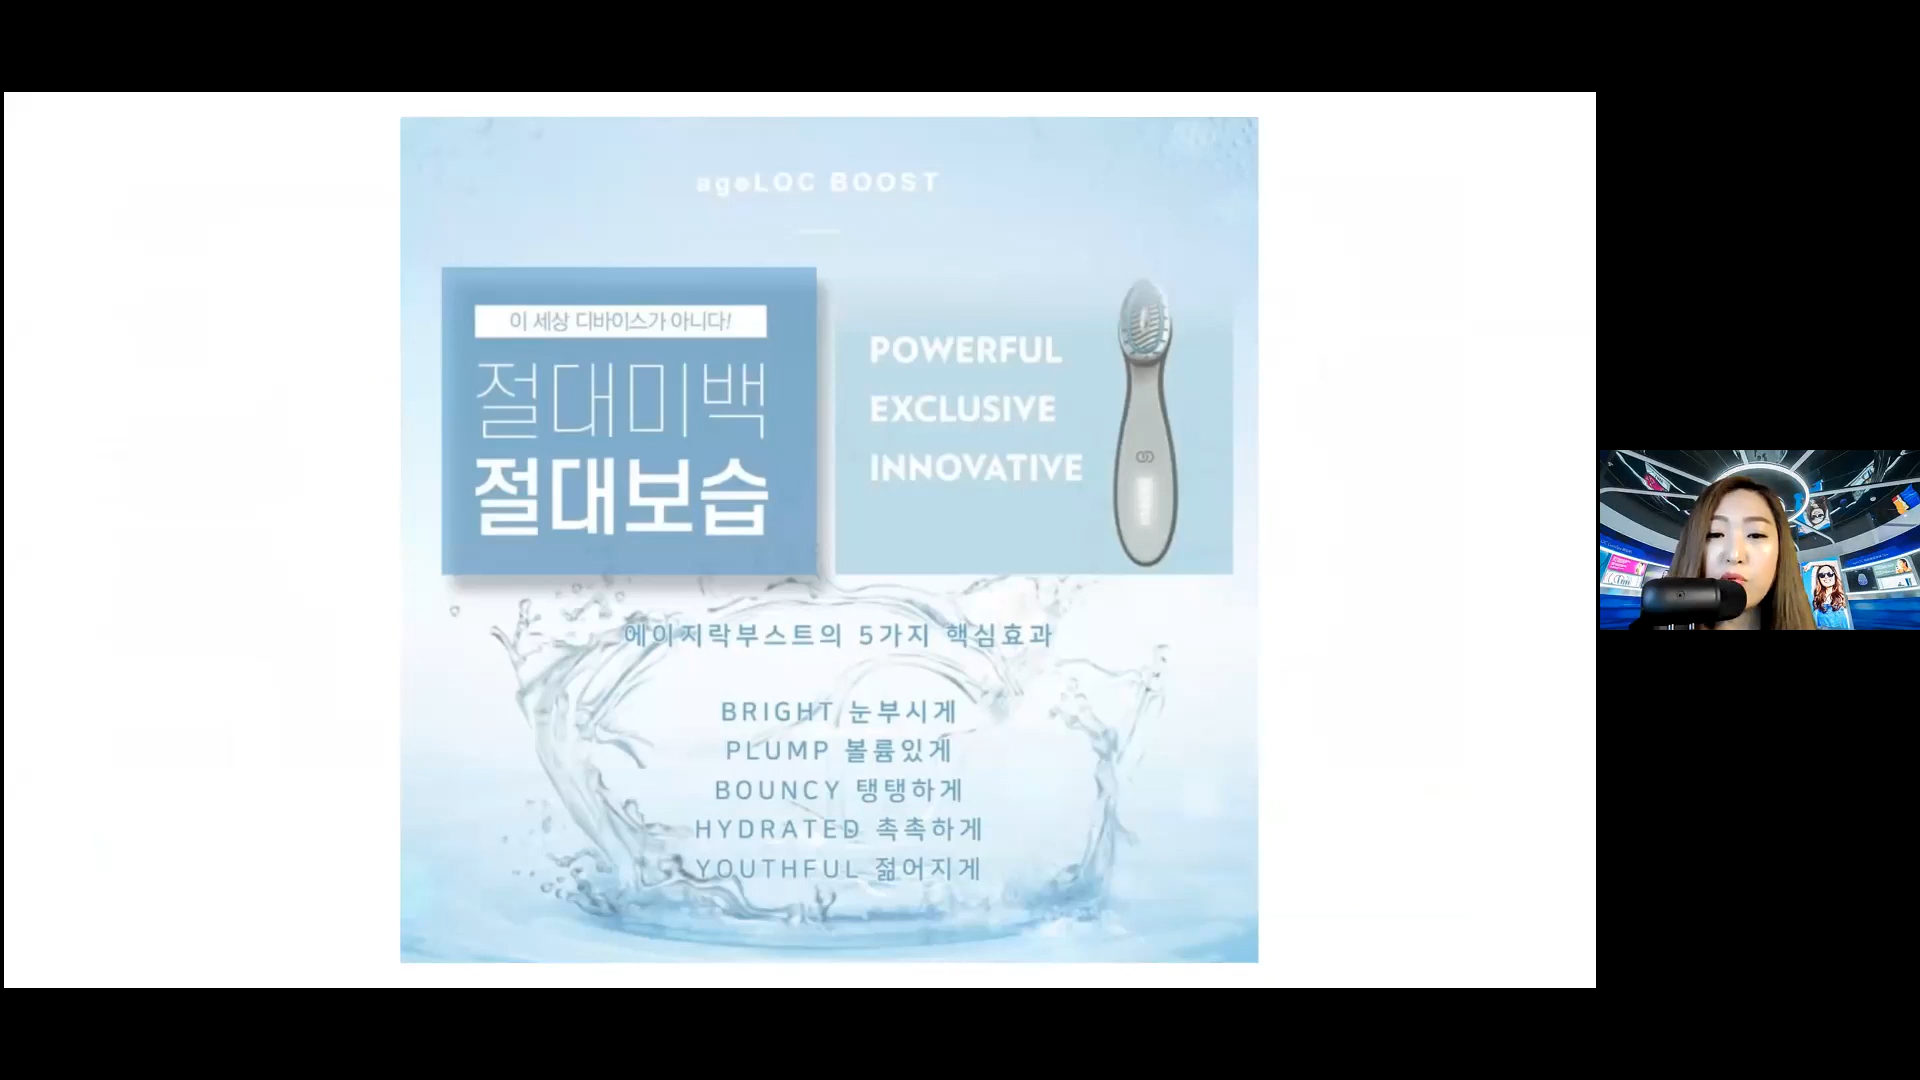 ageLOC BOOST
이 세상 디바이스가 아니다!
절대미백
절대보습
POWERFUL
EXCLUSIVE
INNOVATIVE
에이지락부스트의 5가지 핵심효과
BRIGHT 눈부시게
PLUMP 볼륨있게
BOUNCY 탱탱하게
HYDRATED 촉촉하게
YOUTHFUL 젊어지게